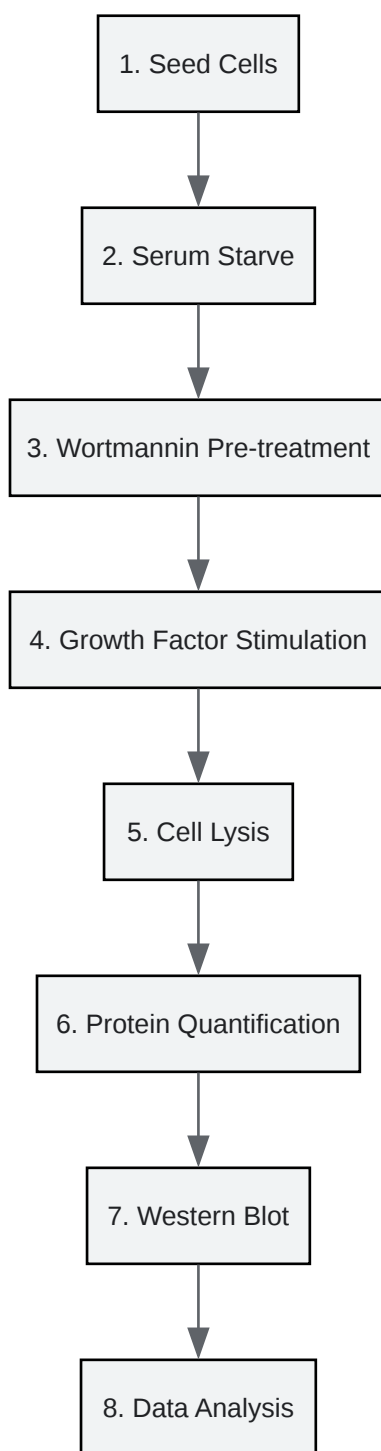 1. Seed Cells
2. Serum Starve
3. Wortmannin Pre-treatment
4. Growth Factor Stimulation
5. Cell Lysis
6. Protein Quantification
7. Western Blot
8. Data Analysis